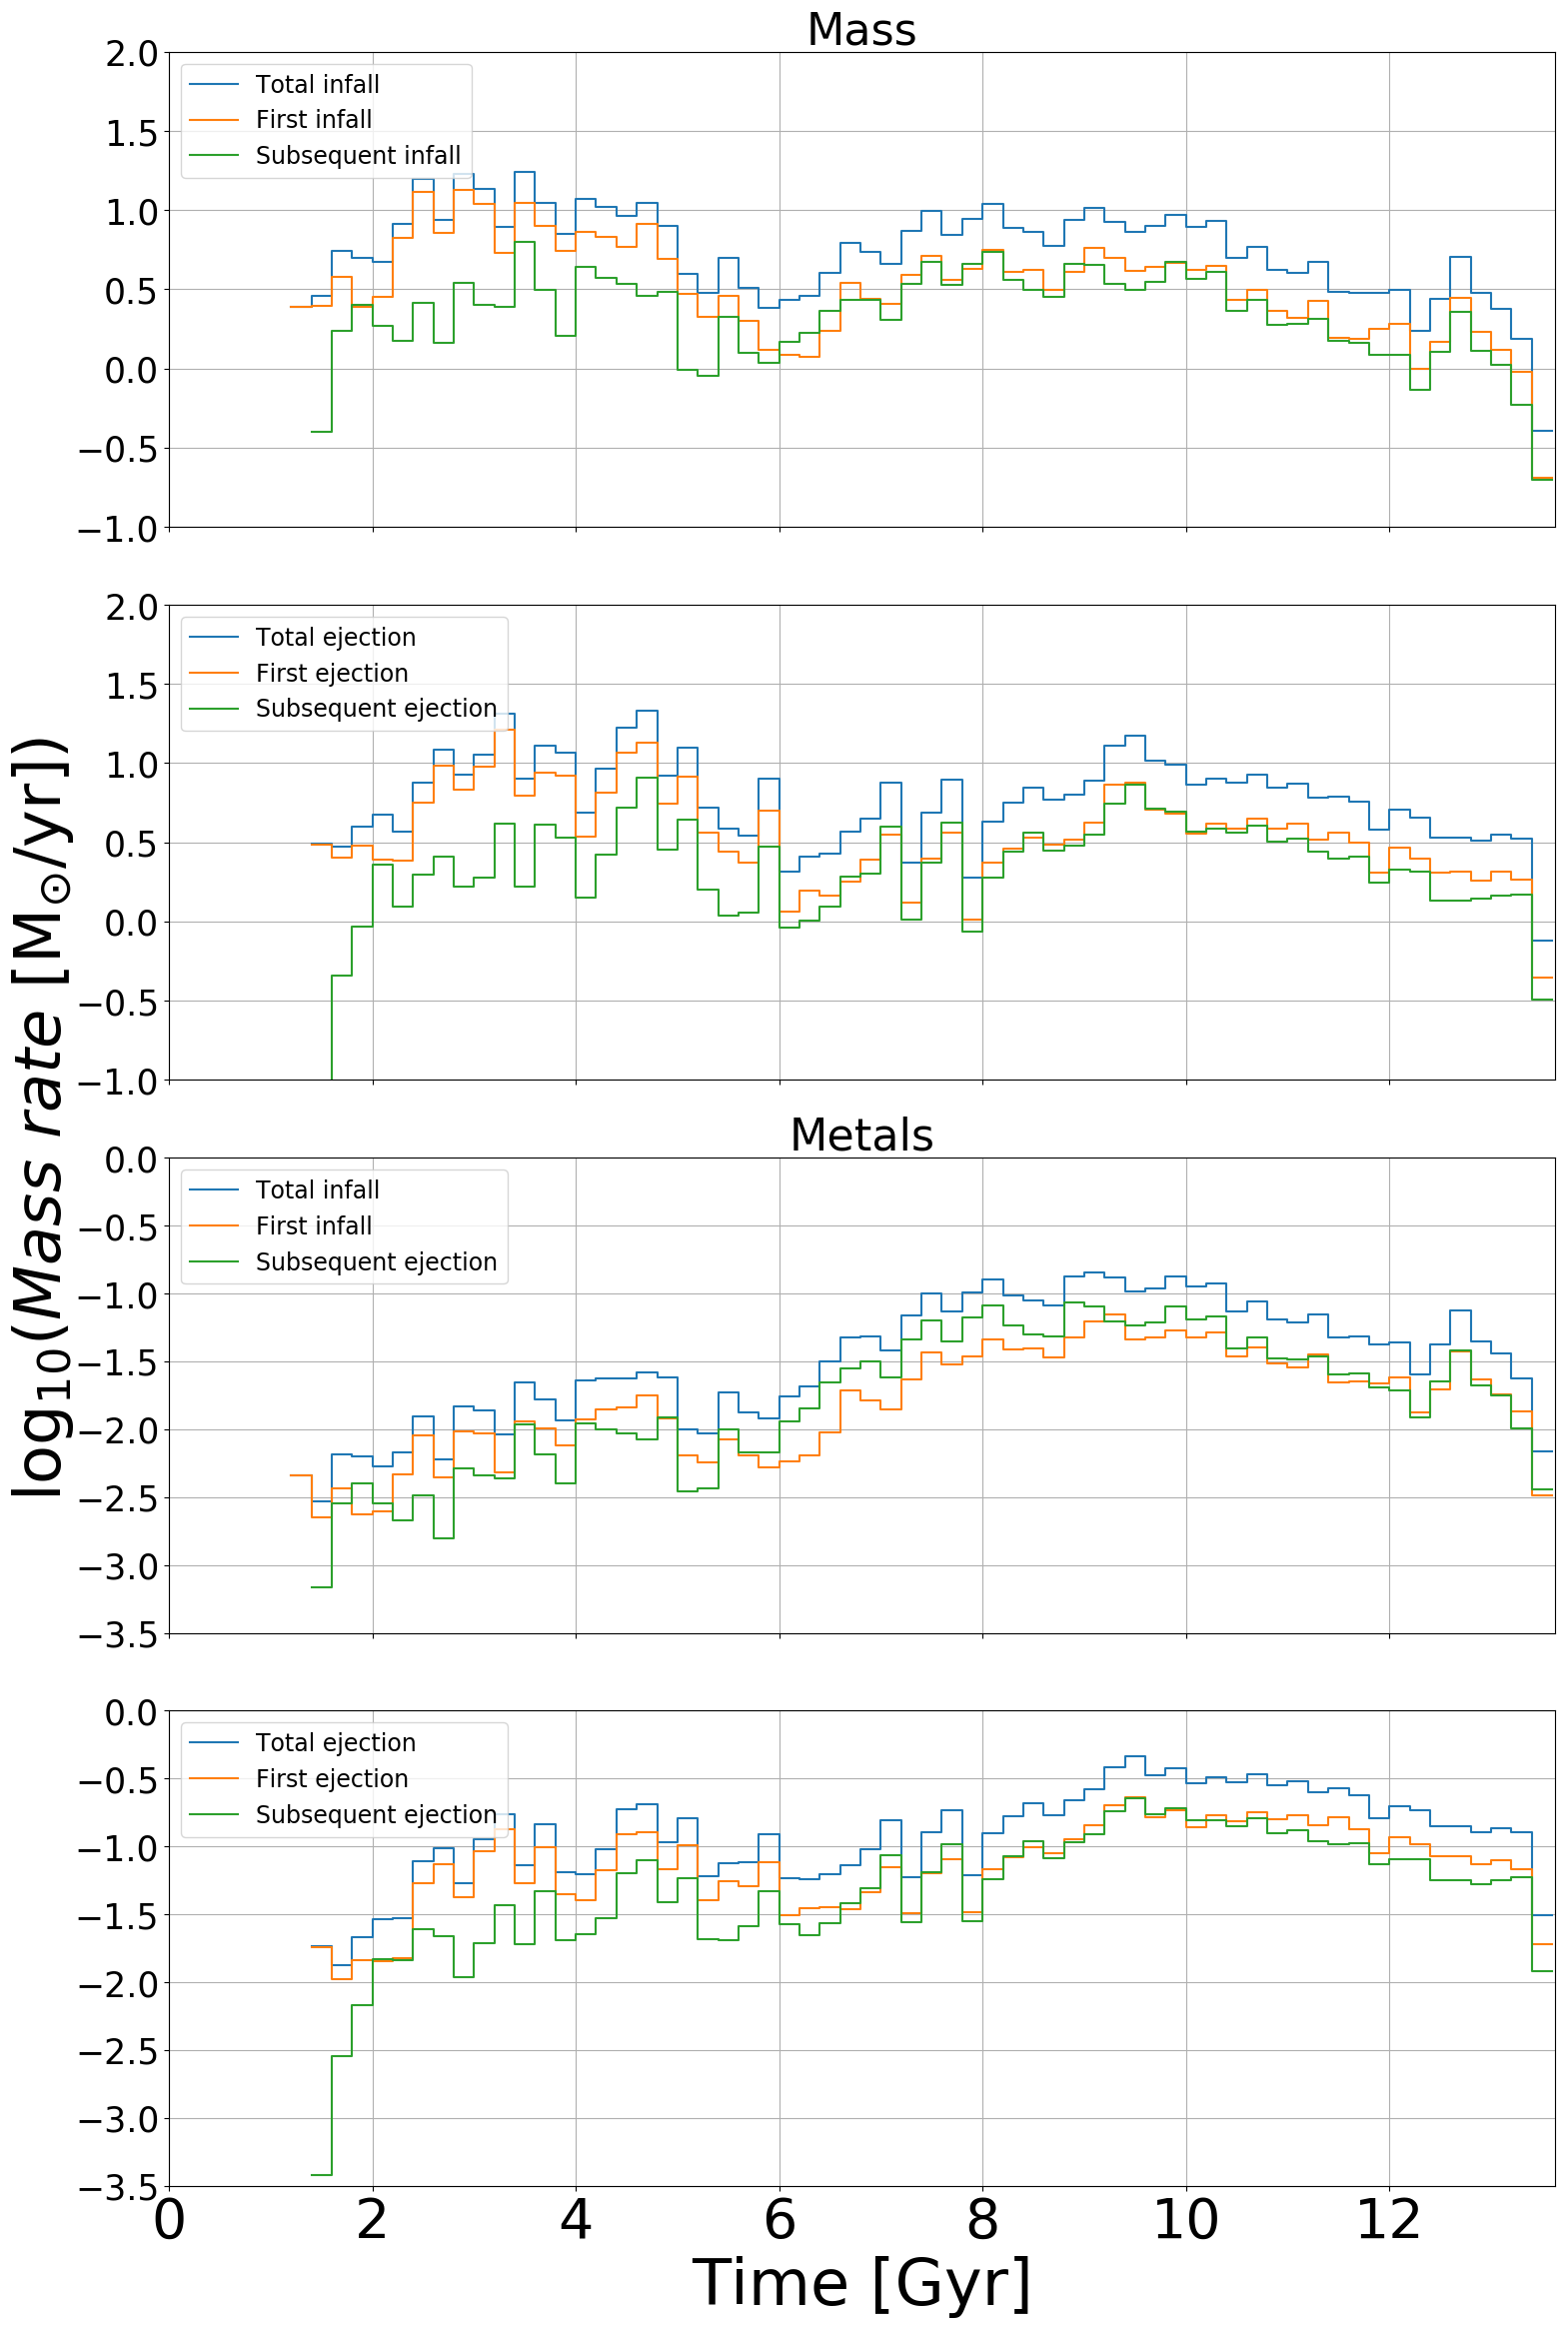 Mass
2.0
1.5
1.0
0.5
0.0
−0.5
−1.0
Total infall
First infall
Subsequent infall
2.0
1.5
1.0
0.5
0.0
−0.5
−1.0
Total ejection
First ejection
Subsequent ejection
log10(Mass rate [M⊙/yr])
Metals
0.0
−0.5
−1.0
−1.5
−2.0
−2.5
−3.0
−3.5
Total infall
First infall
Subsequent ejection
0.0
−0.5
−1.0
−1.5
−2.0
−2.5
−3.0
−3.5
Total ejection
First ejection
Subsequent ejection
0 2 4 6 8 10 12
Time [Gyr]